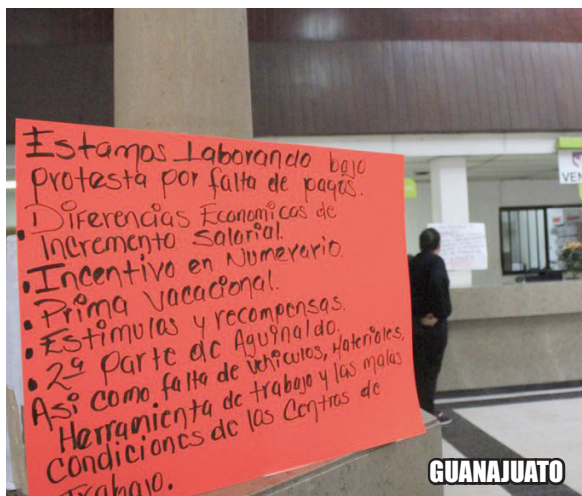 Estamos Laborando bajo
protesta por falta de pagos.
• Diferencias Economicas de
Incremento Salarial.
• Incentivo en Numerario.
• Prima Vacacional.
• Estimulos y recompensas.
• 2ª Parte de Aguinaldo.
Asi como falta de vehiculos, Materiales,
Herramienta de trabajo y las malas
Condiciones de los Centros de
Trabajo.
VEN
GUANAJUATO